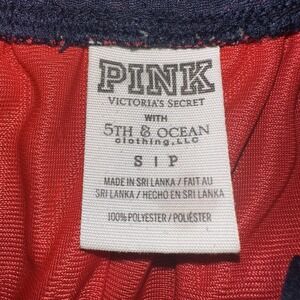 PINK
VICTORIA'S SECRET
WITH
5TH & OCEAN
clothing, LLC
S | P
MADE IN SRI LANKA / FAIT AU
SRI LANKA / HECHO EN SRI LANKA
100% POLYESTER / POLIÉSTER